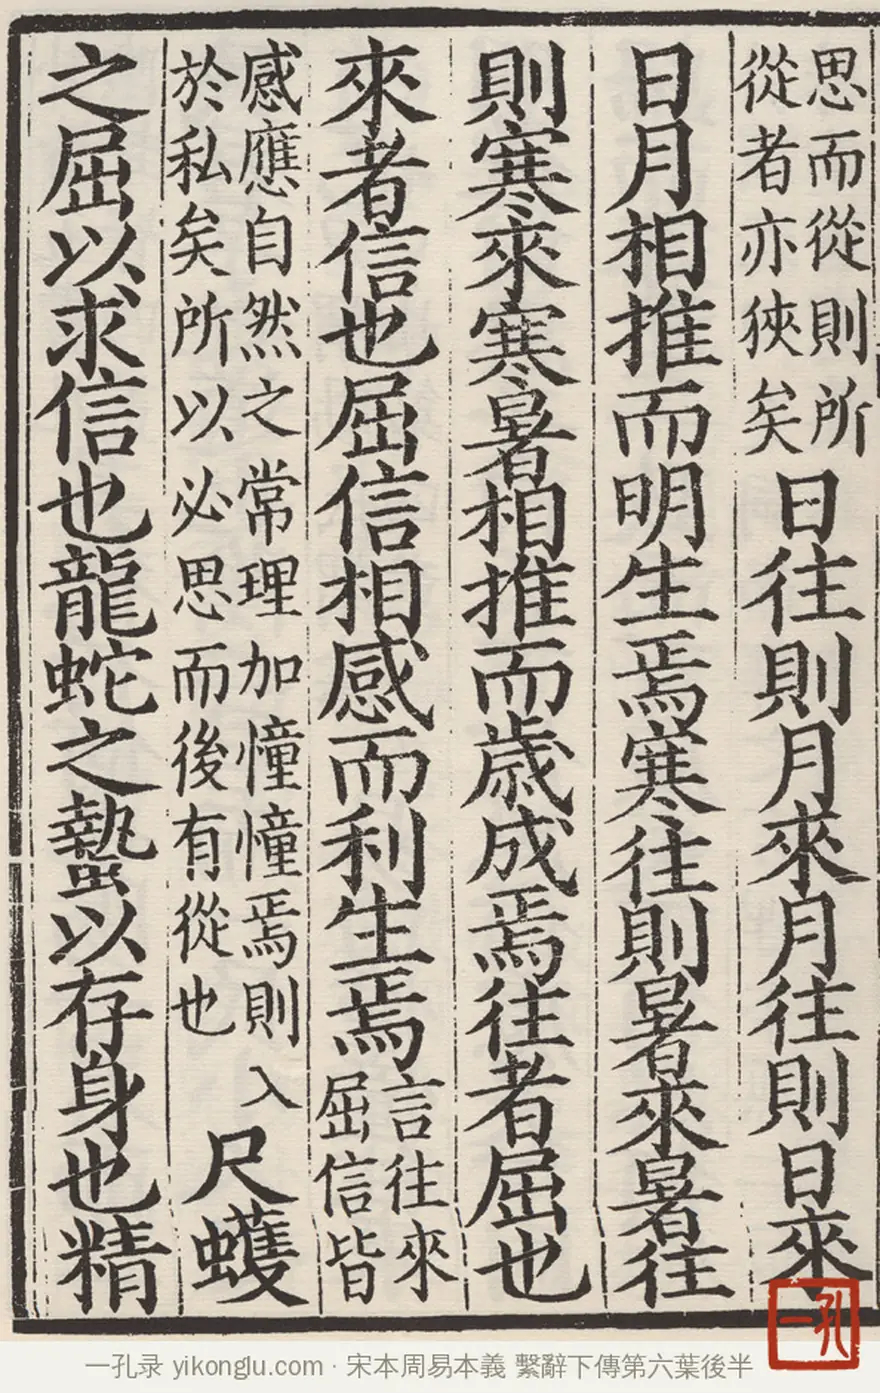 思而從則所
從者亦狹矣
日往則月來月往則日來
日月相推而明生焉寒往則暑來暑往
則寒來寒暑相推而歲成焉往者屈也
來者信也屈信相感而利生焉
言往來
屈信皆
感應自然之常理加憧憧焉則入
於私矣所以必思而後有從也
尺蠖
之屈以求信也龍蛇之蟄以存身也精
一孔
一孔录 yikonglu.com · 宋本周易本義 繫辭下傳第六葉後半